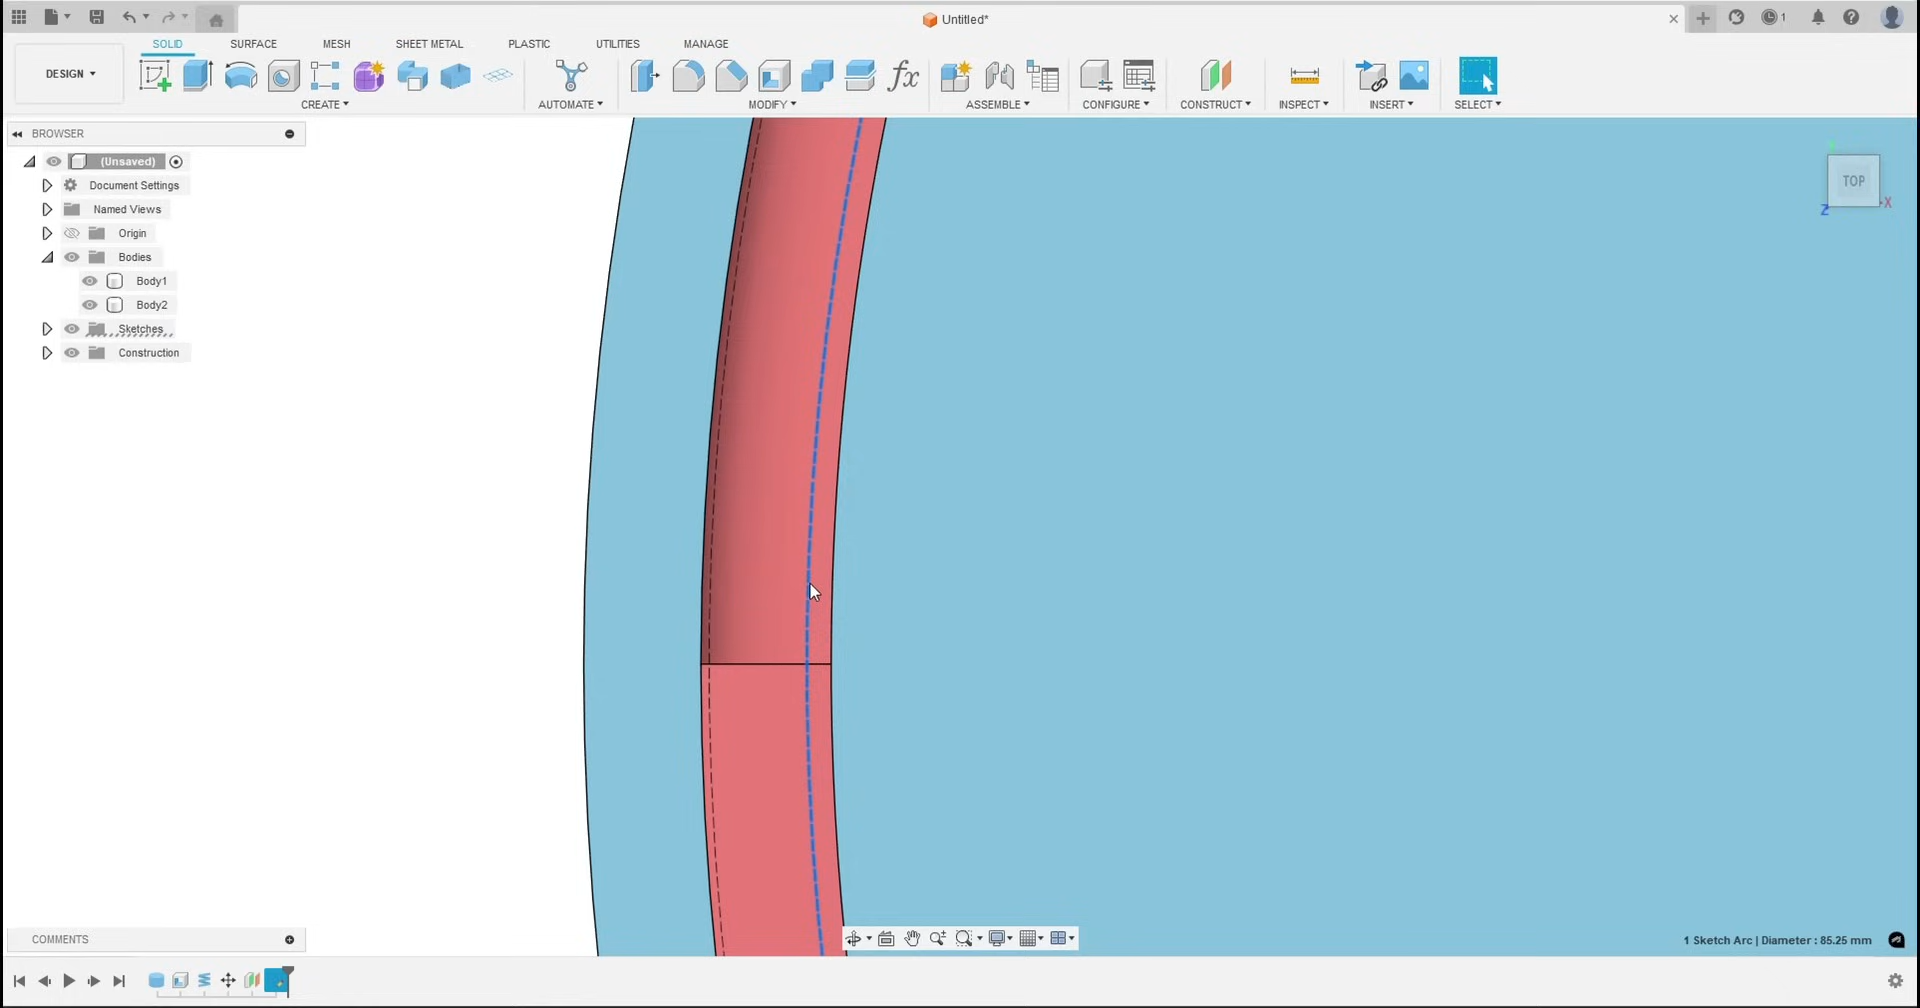 Untitled*
1
DESIGN
SOLID SURFACE MESH SHEET METAL PLASTIC UTILITIES MANAGE
fx
CREATE AUTOMATE MODIFY ASSEMBLE CONFIGURE CONSTRUCT INSPECT INSERT SELECT
BROWSER
(Unsaved)
Document Settings
Named Views
Origin
Bodies
Body1
Body2
Sketches
Construction
TOP
X
Z
COMMENTS
1 Sketch Arc | Diameter : 85.25 mm